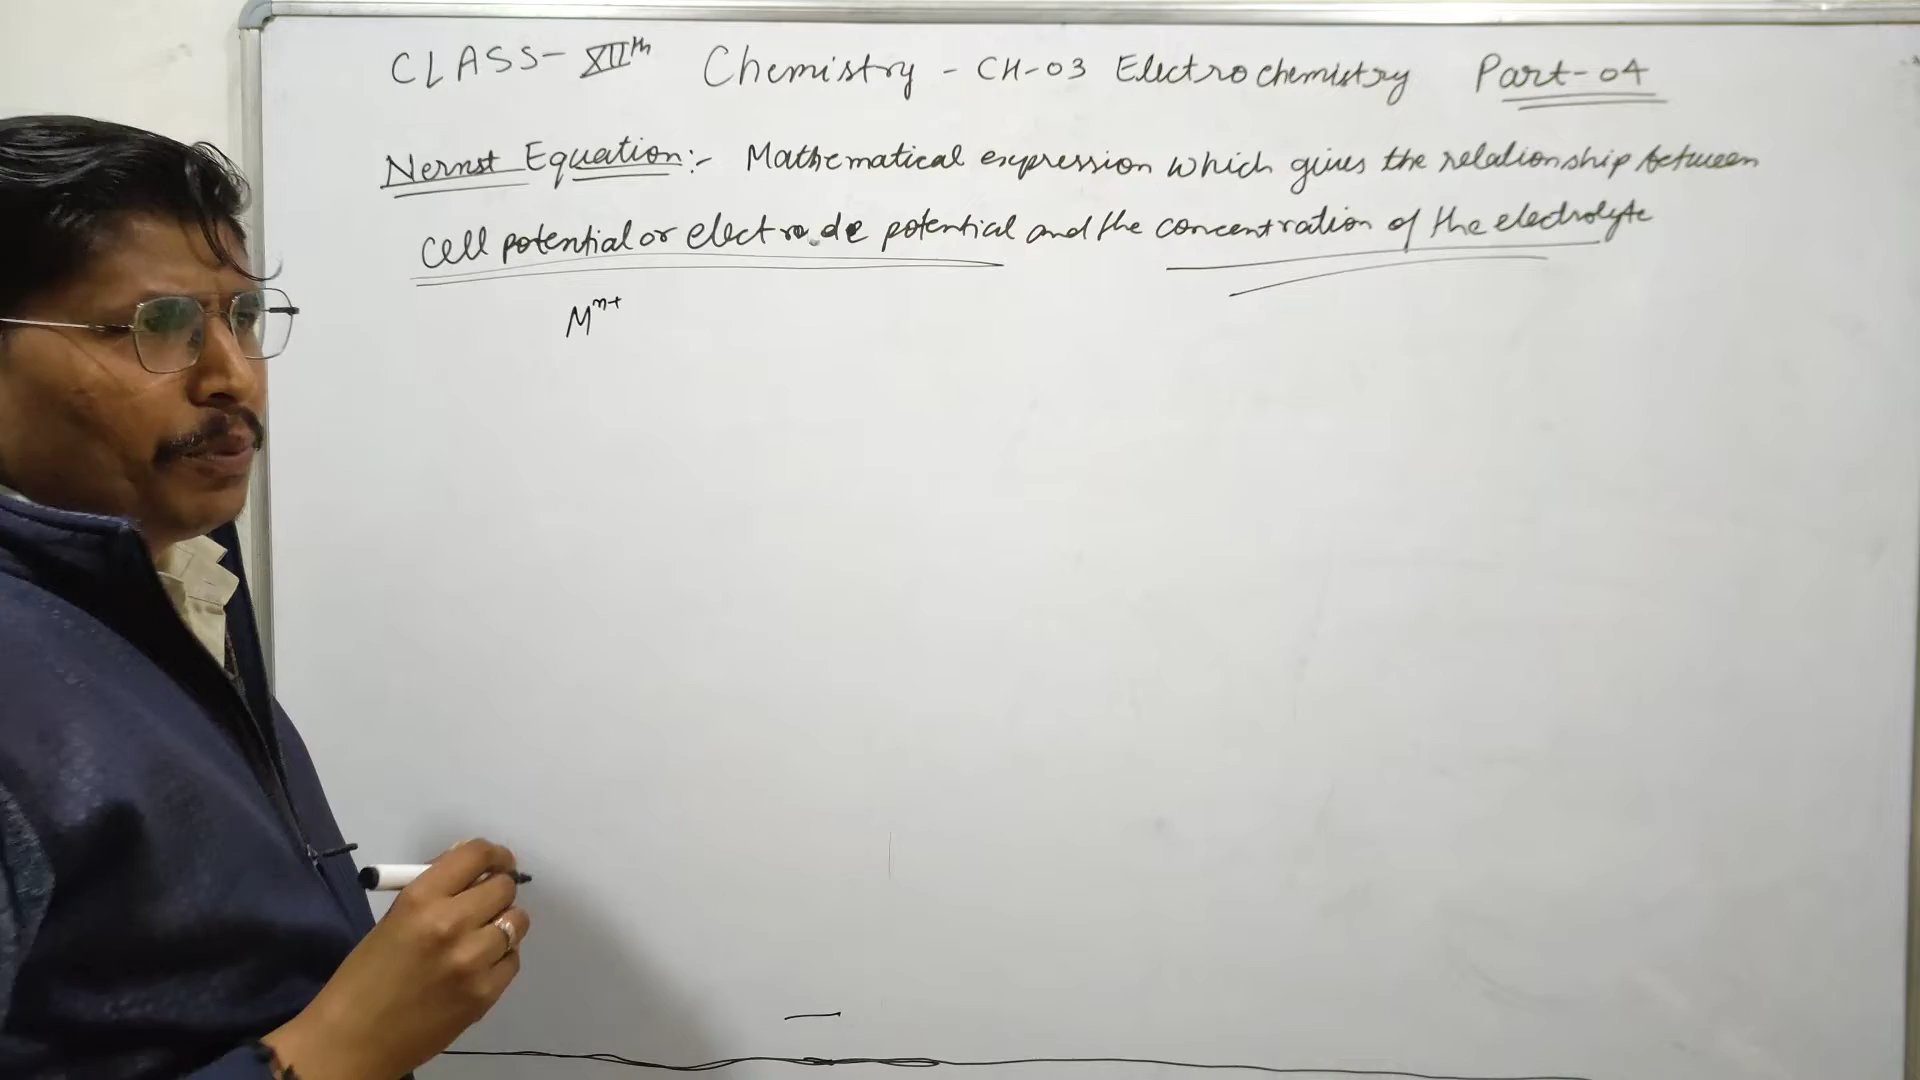 CLASS- XIIth Chemistry - CH-03 Electrochemistry Part-04
Nernst Equation:- Mathematical expression which gives the relationship between
cell potential or electrode potential and the concentration of the electrolyte
Mn+